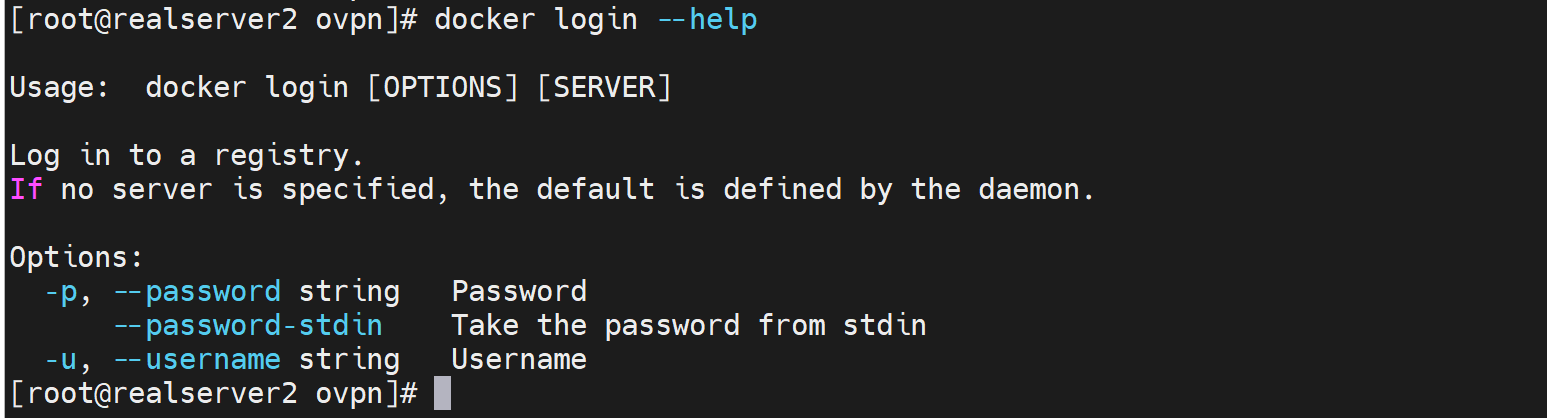 [root@realserver2 ovpn]# docker login --help
Usage:  docker login [OPTIONS] [SERVER]
Log in to a registry.
If no server is specified, the default is defined by the daemon.
Options:
  -p, --password string   Password
      --password-stdin    Take the password from stdin
  -u, --username string   Username
[root@realserver2 ovpn]#